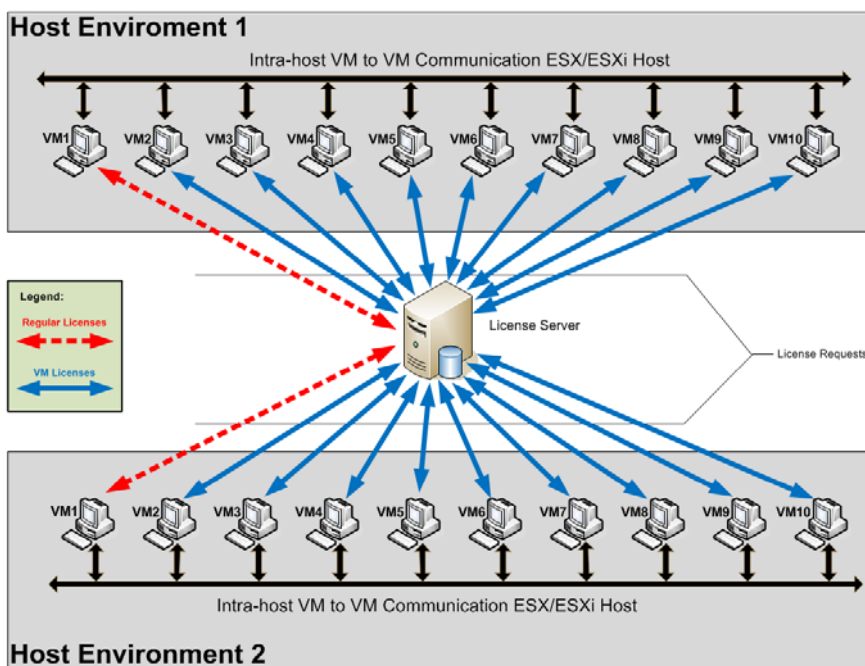 Host Enviroment 1
Intra-host VM to VM Communication ESX/ESXi Host
VM1
VM2
VM3
VM4
VM5
VM6
VM7
VM8
VM9
VM10
Legend:
Regular Licenses
VM Licenses
License Server
License Requests
VM1
VM2
VM3
VM4
VM5
VM6
VM7
VM8
VM9
VM10
Intra-host VM to VM Communication ESX/ESXi Host
Host Environment 2